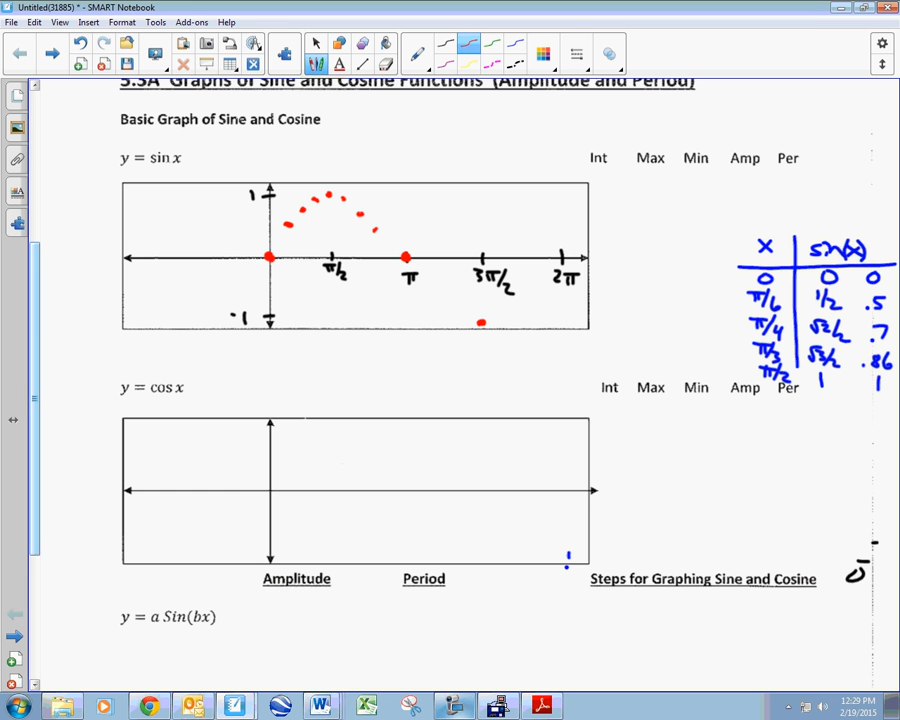 Untitled(31885) * - SMART Notebook
File Edit View Insert Format Tools Add-ons Help
5.5A Graphs of Sine and Cosine Functions (Amplitude and Period)
Basic Graph of Sine and Cosine
y = sin x
Int Max Min Amp Per
1
π/2 π 3π/2 2π
-1
x sin(x)
0 0 0
π/6 1/2 .5
π/4 √2/2 .7
π/3 √3/2 .86
π/2 1 1
y = cos x
Int Max Min Amp Per
Amplitude Period Steps for Graphing Sine and Cosine
y = a Sin(bx)
12:29 PM
2/19/2015